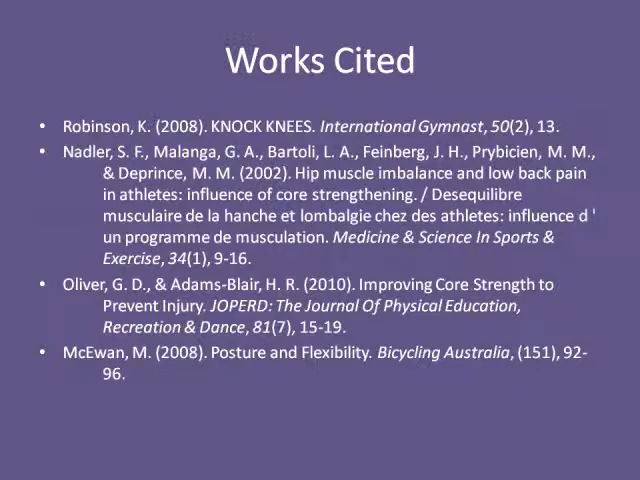 Works Cited
• Robinson, K. (2008). KNOCK KNEES. International Gymnast, 50(2), 13.
• Nadler, S. F., Malanga, G. A., Bartoli, L. A., Feinberg, J. H., Prybicien, M. M.,
& Deprince, M. M. (2002). Hip muscle imbalance and low back pain
in athletes: influence of core strengthening. / Desequilibre
musculaire de la hanche et lombalgie chez des athletes: influence d '
un programme de musculation. Medicine & Science In Sports &
Exercise, 34(1), 9-16.
• Oliver, G. D., & Adams-Blair, H. R. (2010). Improving Core Strength to
Prevent Injury. JOPERD: The Journal Of Physical Education,
Recreation & Dance, 81(7), 15-19.
• McEwan, M. (2008). Posture and Flexibility. Bicycling Australia, (151), 92-
96.